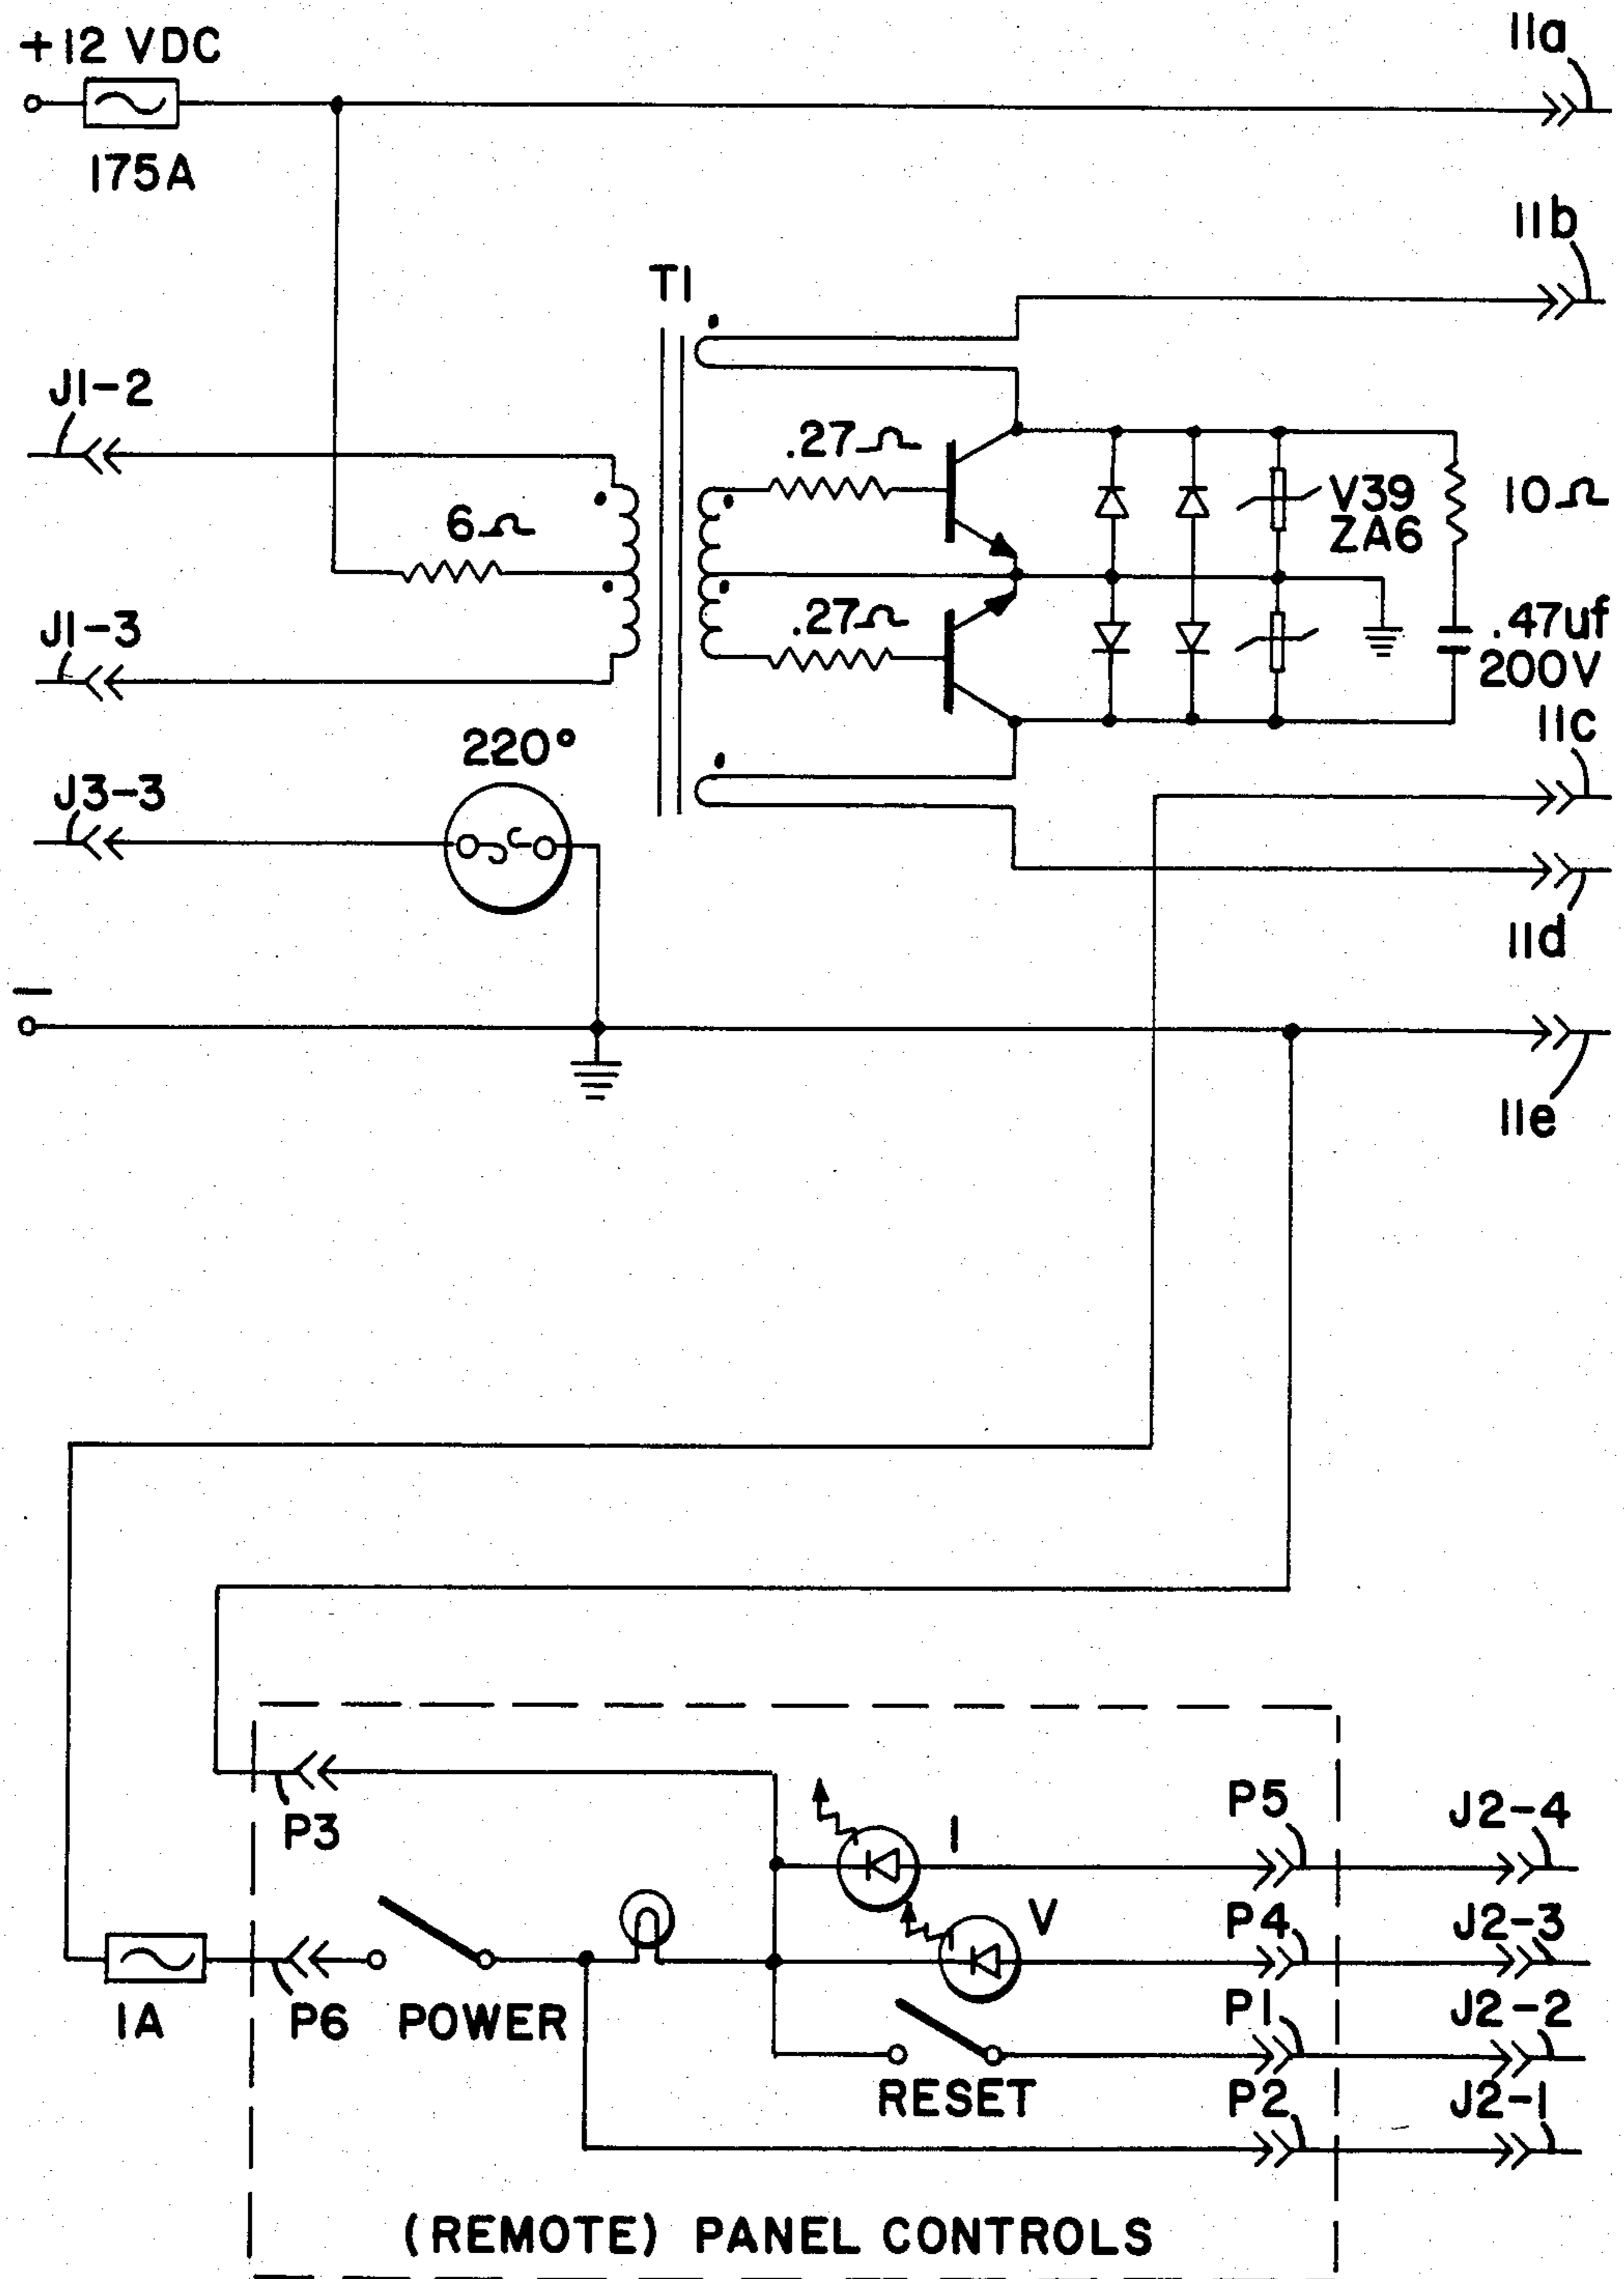 +12 VDC
11a
175A
11b
T1
J1-2
.27Ω
V39
ZA6
10Ω
6Ω
J1-3
.27Ω
.47uf
200V
11c
220°
J3-3
11d
−
11e
P3
I
P5
J2-4
V
P4
J2-3
1A
P6
POWER
P1
J2-2
RESET
P2
J2-1
(REMOTE) PANEL CONTROLS